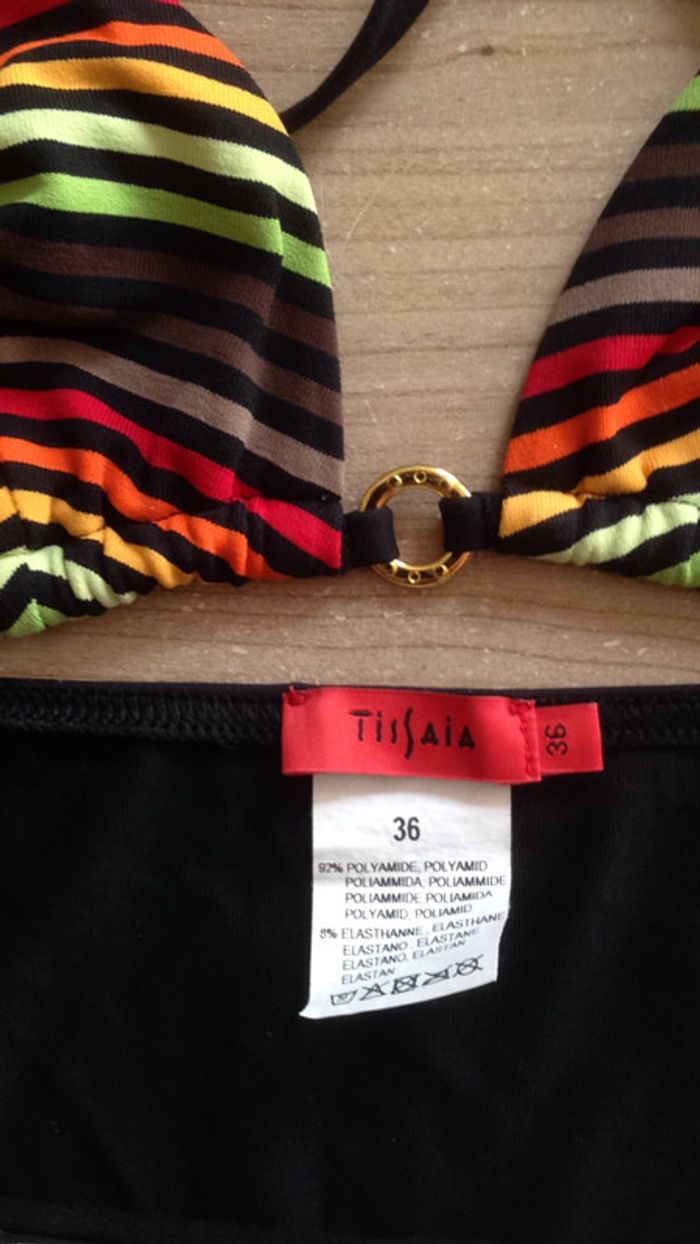 TiSSAiA
36
36
92% POLYAMIDE, POLYAMID
POLIAMMIDA, POLIAMMIDE
POLIAMMIDE, POLIAMIDA
POLYAMID, POLIAMID
8% ELASTHANNE, ELASTHANE
ELASTANO, ELASTANE
ELASTANO, ELASTAN
ELASTAN